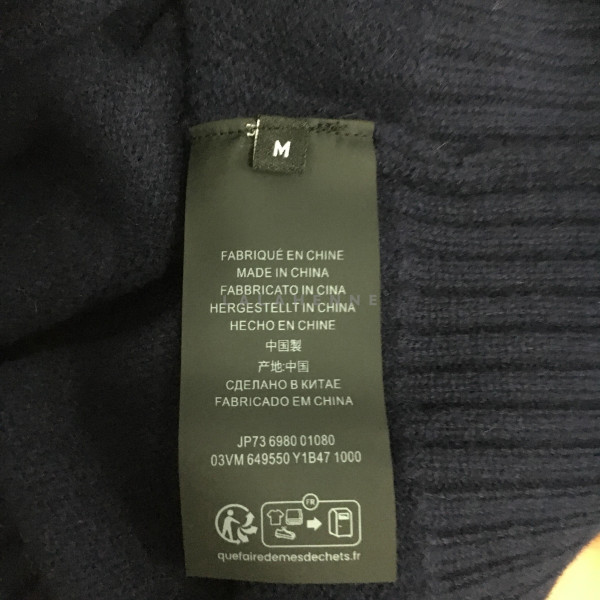 M
FABRIQUÉ EN CHINE
MADE IN CHINA
FABBRICATO IN CINA
HERGESTELLT IN CHINA
HECHO EN CHINE
中国製
产地:中国
СДЕЛАНО В КИТАЕ
FABRICADO EM CHINA
JP73 6980 01080
03VM 649550 Y1B47 1000
FR
quefairedemesdechets.fr